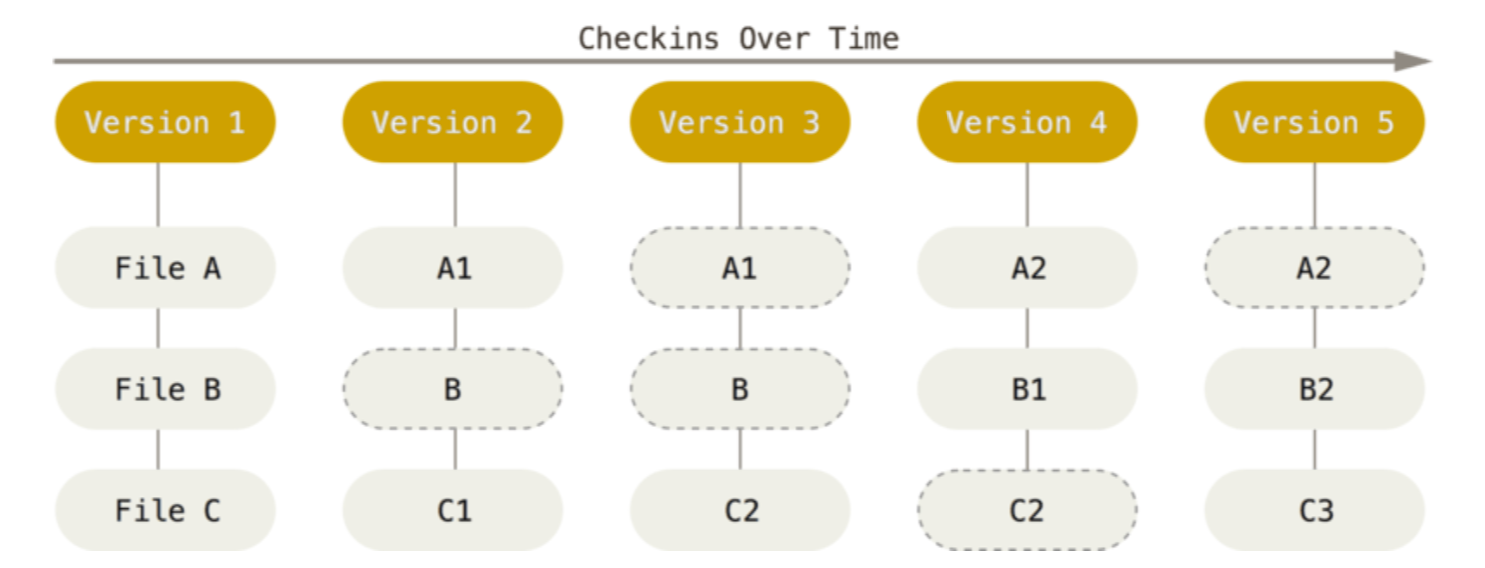 Checkins Over Time
Version 1 Version 2 Version 3 Version 4 Version 5
File A A1 A1 A2 A2
File B B B B1 B2
File C C1 C2 C2 C3